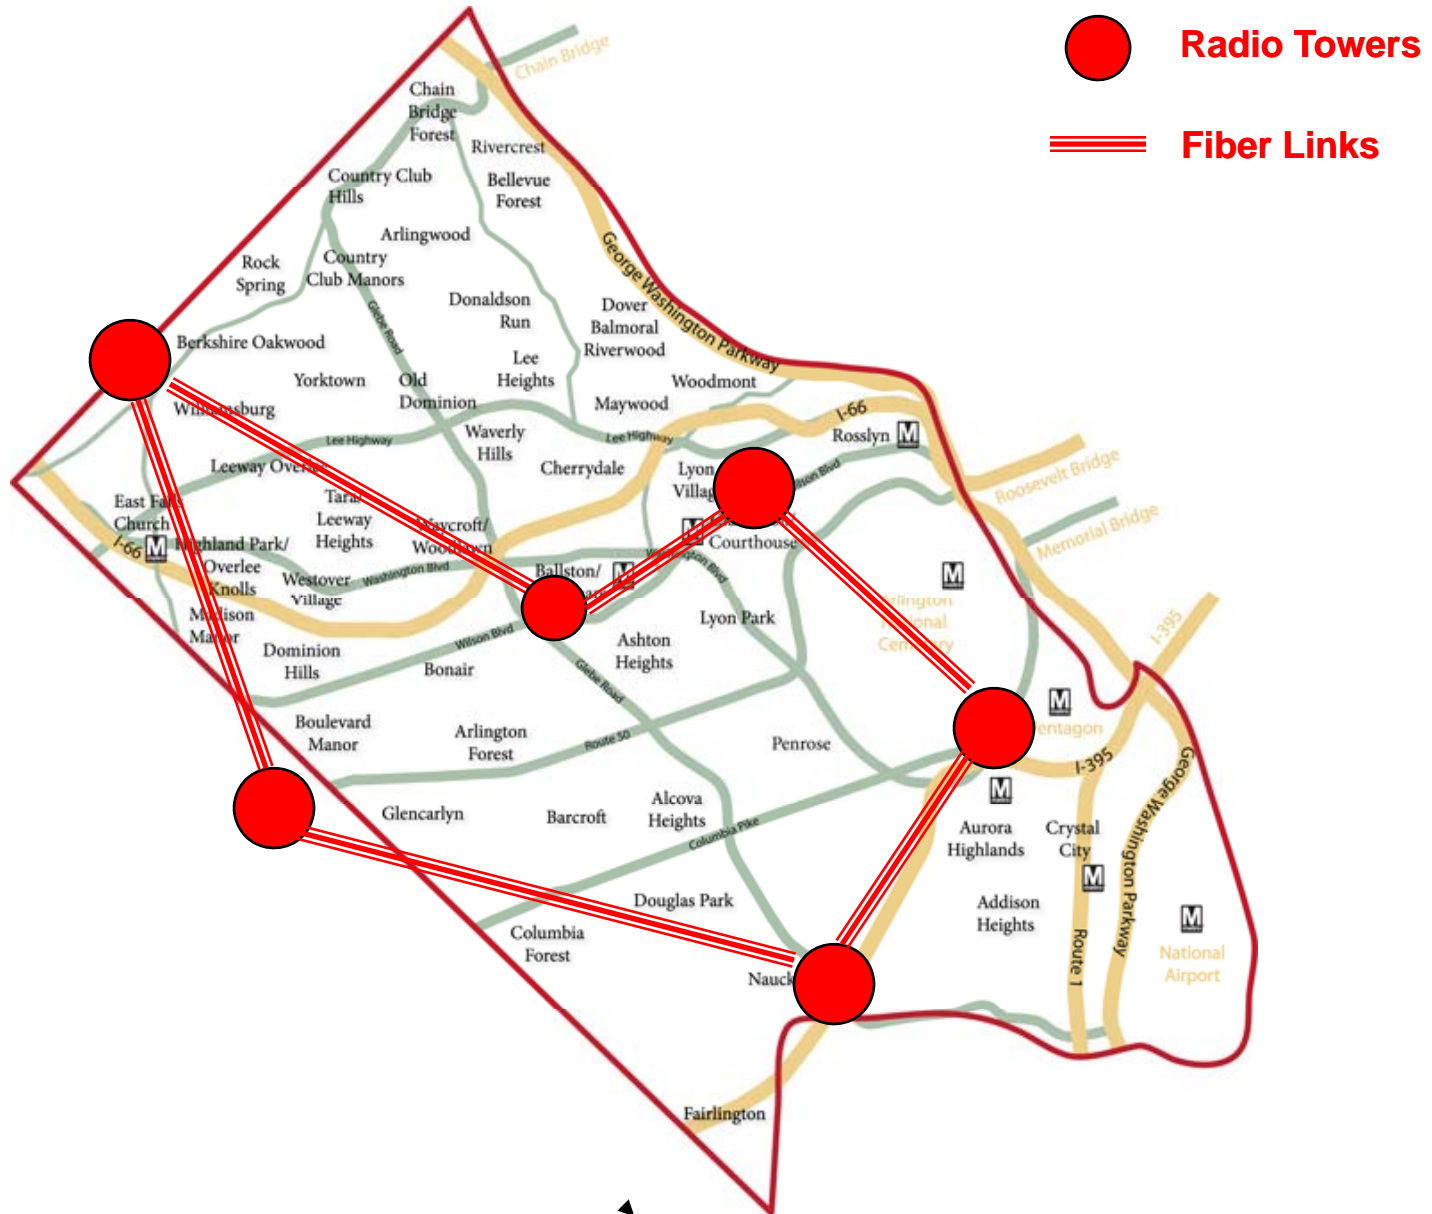 Radio Towers
Fiber Links
Chain Bridge
Chain
Bridge
Forest
Rivercrest
Country Club
Hills
Bellevue
Forest
Arlingwood
George Washington Parkway
Rock
Spring
Country
Club Manors
Donaldson
Run
Dover
Balmoral
Riverwood
Glebe Road
Berkshire Oakwood
Lee
Heights
Yorktown
Old
Dominion
Woodmont
Maywood
I-66
Williamsburg
Lee Highway
Waverly
Hills
Lee Highway
Rosslyn
M
Leeway
Cherrydale
Lyon
Roosevelt Bridge
East Falls
Church
Leeway
Heights
M
Courthouse
Memorial Bridge
I-66
M
Highland Park/
Overlee
Knolls
Westover
Village
Washington Blvd
Ballston/
M
Washington Blvd
M
Arlington
National
Cemetery
Madison
Manor
Lyon Park
I-395
Dominion
Hills
Wilson Blvd
Bonair
Ashton
Heights
Glebe Road
M
Boulevard
Manor
Arlington
Forest
Route 50
Penrose
I-395
George Washington Parkway
Glencarlyn
Barcroft
Alcova
Heights
Columbia Pike
M
Aurora
Highlands
Crystal
City
M
Douglas Park
Addison
Heights
Columbia
Forest
Route 1
M
National
Airport
Fairlington